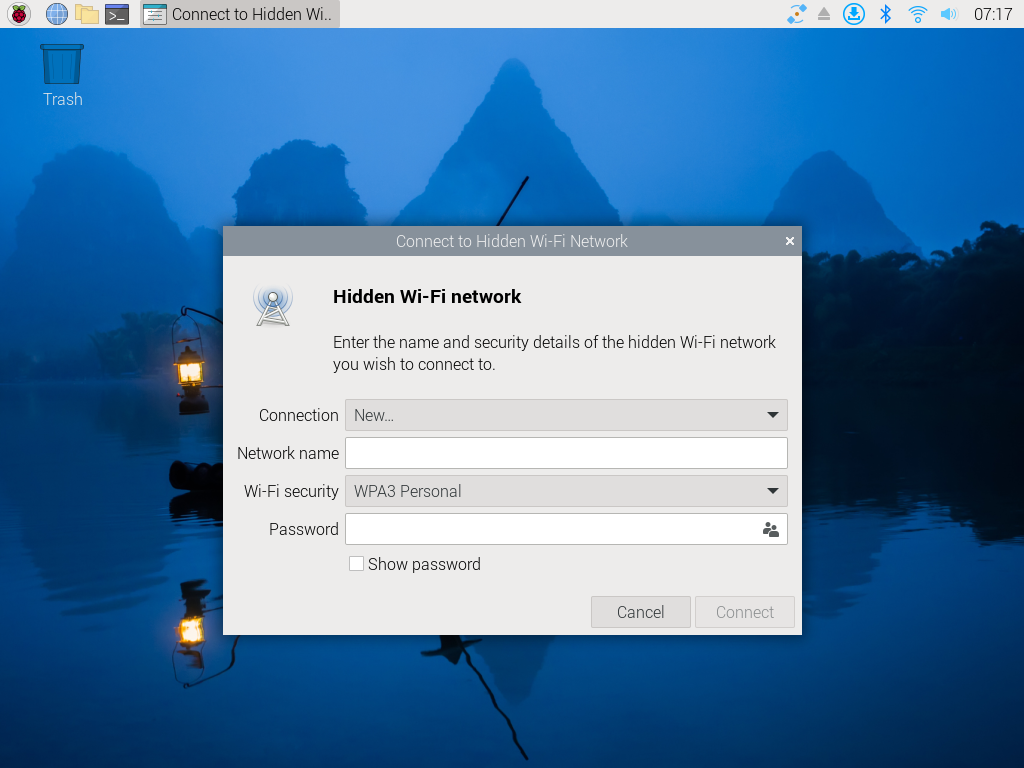 Connect to Hidden Wi..
07:17
Trash
Connect to Hidden Wi-Fi Network
Hidden Wi-Fi network
Enter the name and security details of the hidden Wi-Fi network
you wish to connect to.
Connection New...
Network name
Wi-Fi security WPA3 Personal
Password
Show password
Cancel Connect